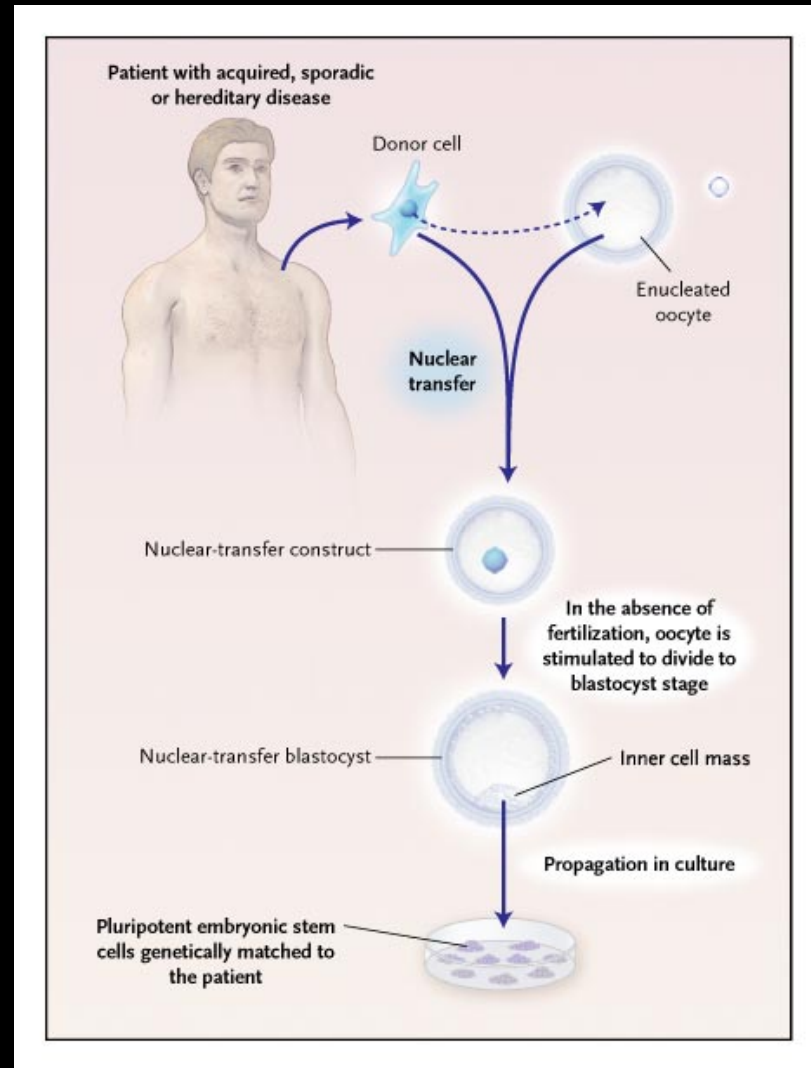 Patient with acquired, sporadic
or hereditary disease
Donor cell
Enucleated
oocyte
Nuclear
transfer
Nuclear-transfer construct
In the absence of
fertilization, oocyte is
stimulated to divide to
blastocyst stage
Nuclear-transfer blastocyst
Inner cell mass
Propagation in culture
Pluripotent embryonic stem
cells genetically matched to
the patient